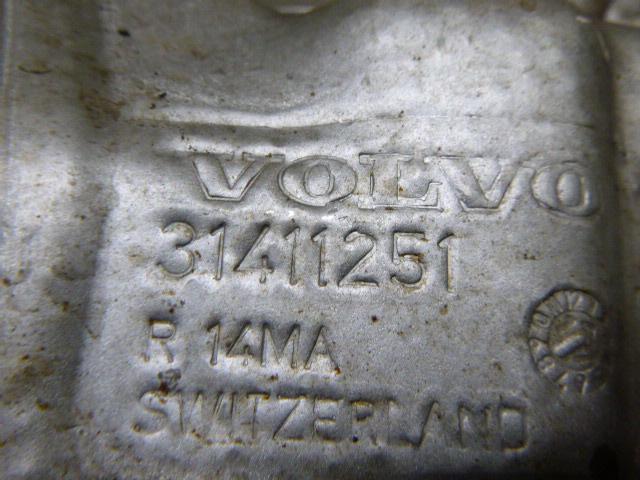 VOLVO
31411251
R 14MA
SWITZERLAND